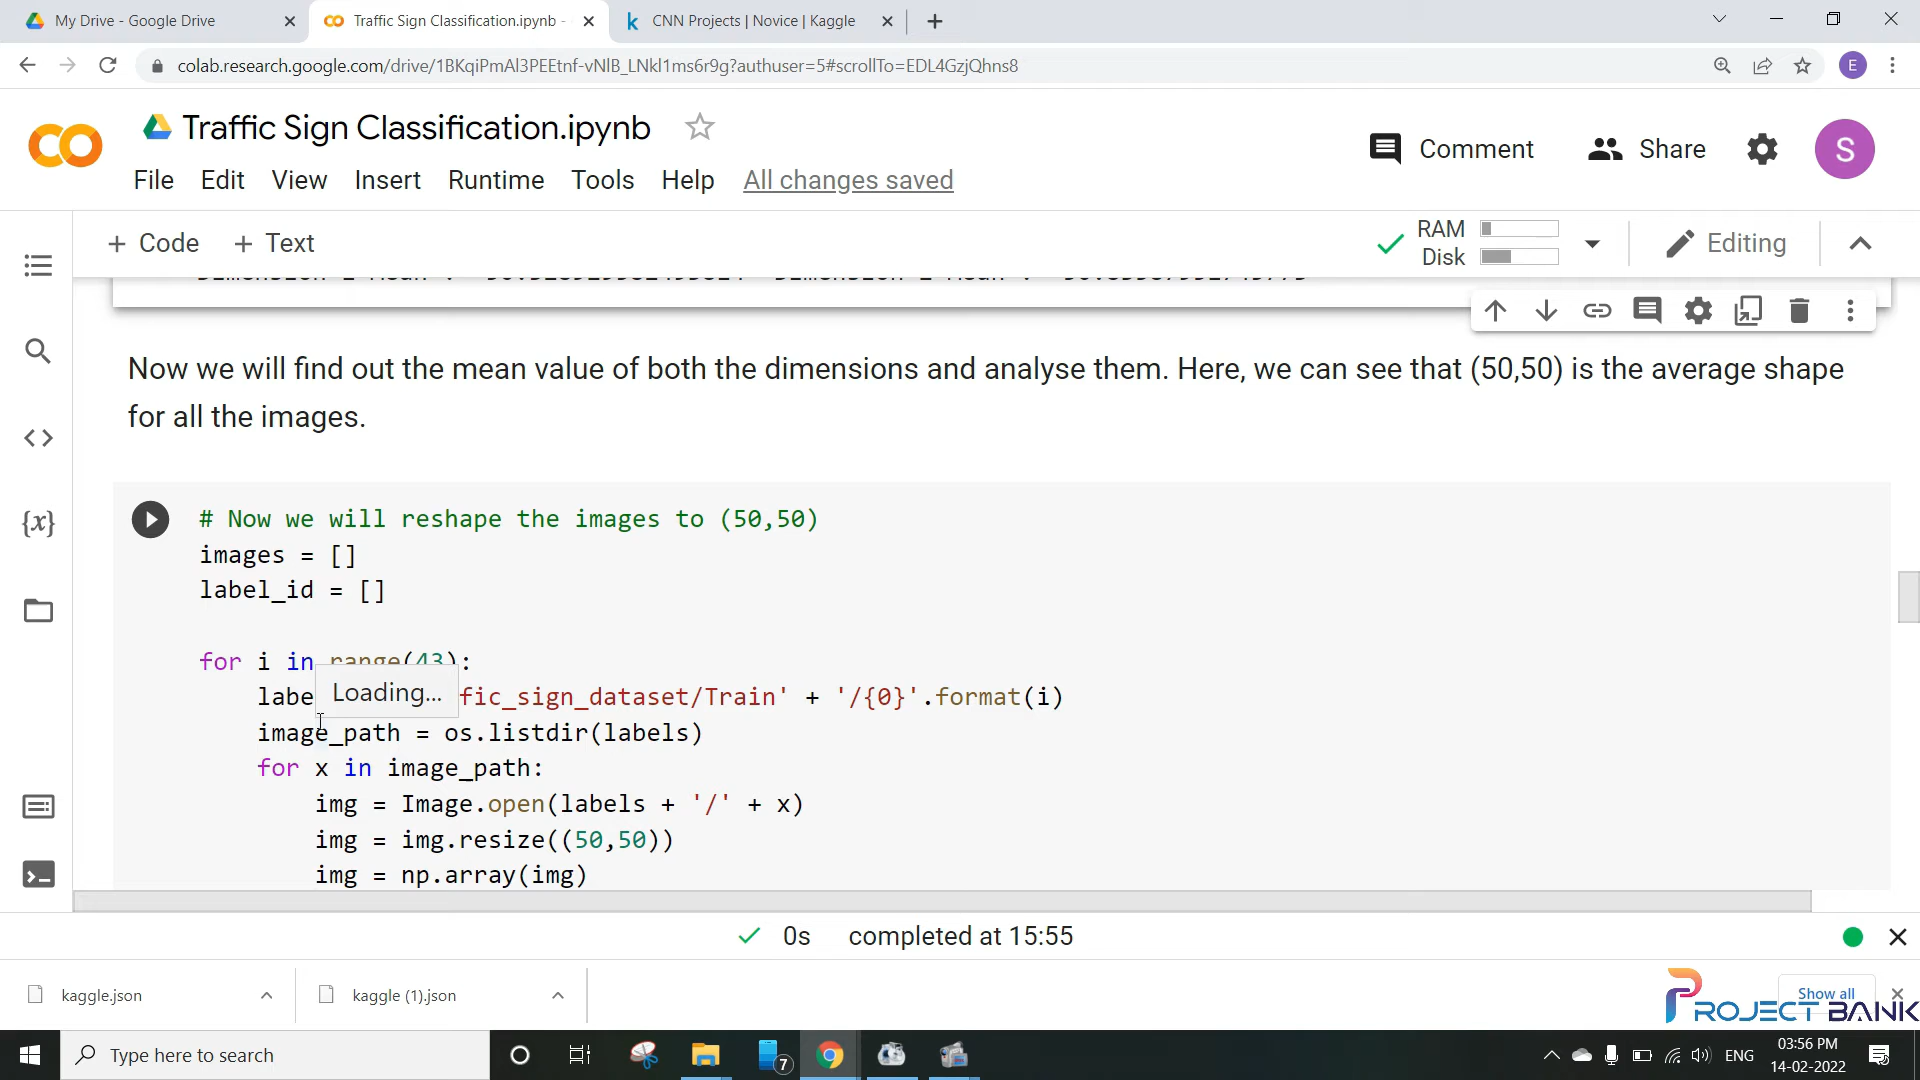 My Drive - Google Drive
Traffic Sign Classification.ipynb -
CNN Projects | Novice | Kaggle
colab.research.google.com/drive/1BKqiPmAl3PEEtnf-vNlB_LNkl1ms6r9g?authuser=5#scrollTo=EDL4GzjQhns8
E
Traffic Sign Classification.ipynb
Comment
Share
S
File Edit View Insert Runtime Tools Help All changes saved
+ Code + Text
RAM
Disk
Editing
Now we will find out the mean value of both the dimensions and analyse them. Here, we can see that (50,50) is the average shape
for all the images.
# Now we will reshape the images to (50,50)
images = []
label_id = []
for i in range(43):
labe
Loading...
fic_sign_dataset/Train' + '/{0}'.format(i)
image_path = os.listdir(labels)
for x in image_path:
img = Image.open(labels + '/' + x)
img = img.resize((50,50))
img = np.array(img)
0s completed at 15:55
kaggle.json
kaggle (1).json
Show all
PROJECT BANK
Type here to search
7
ENG
03:56 PM
14-02-2022